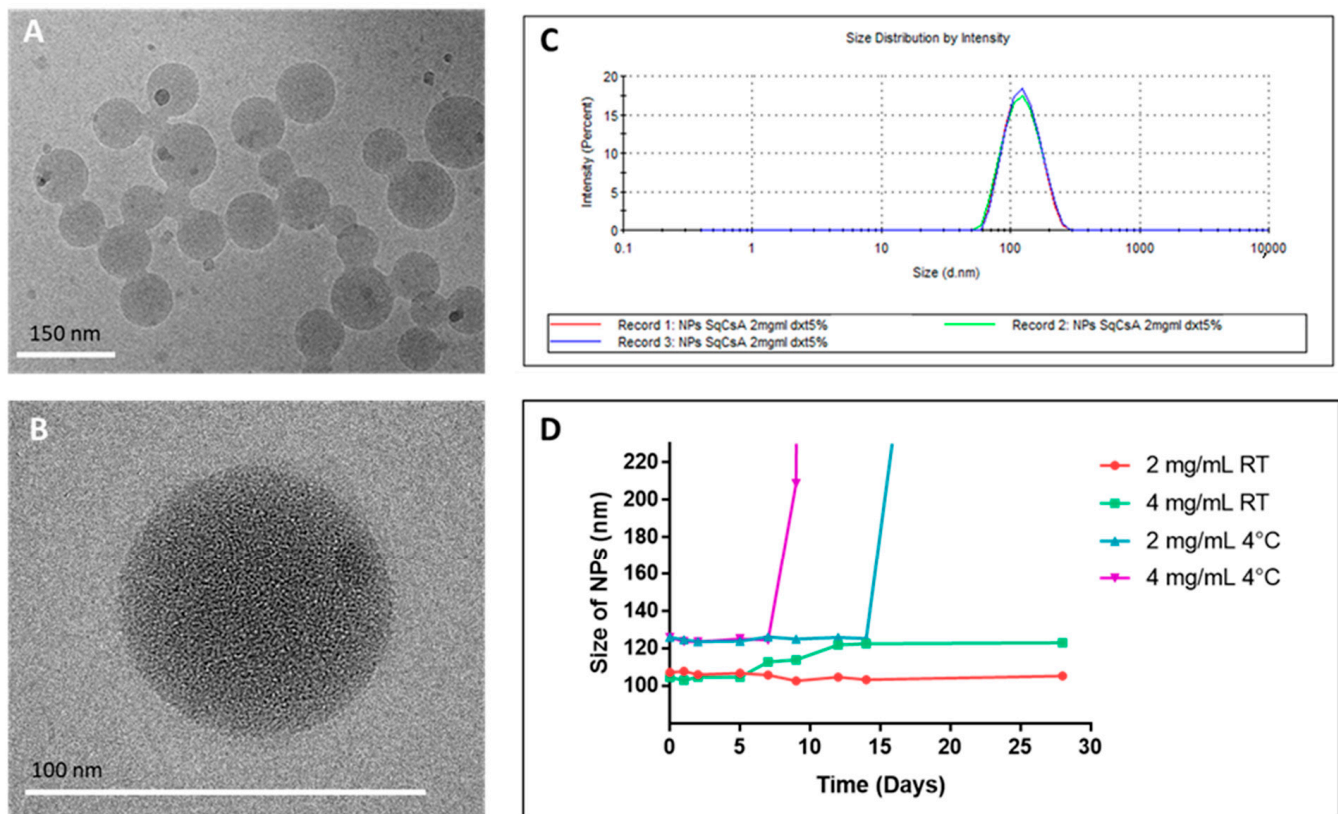 A
150 nm
B
100 nm
C
Size Distribution by Intensity
20
15
10
5
0
Intensity (Percent)
0.1 1 10 100 1000 10000
Size (d.nm)
Record 1: NPs SqCsA 2mgml dxt5% Record 2: NPs SqCsA 2mgml dxt5%
Record 3: NPs SqCsA 2mgml dxt5%
D
220
200
180
160
140
120
100
Size of NPs (nm)
0 5 10 15 20 25 30
Time (Days)
2 mg/mL RT
4 mg/mL RT
2 mg/mL 4°C
4 mg/mL 4°C